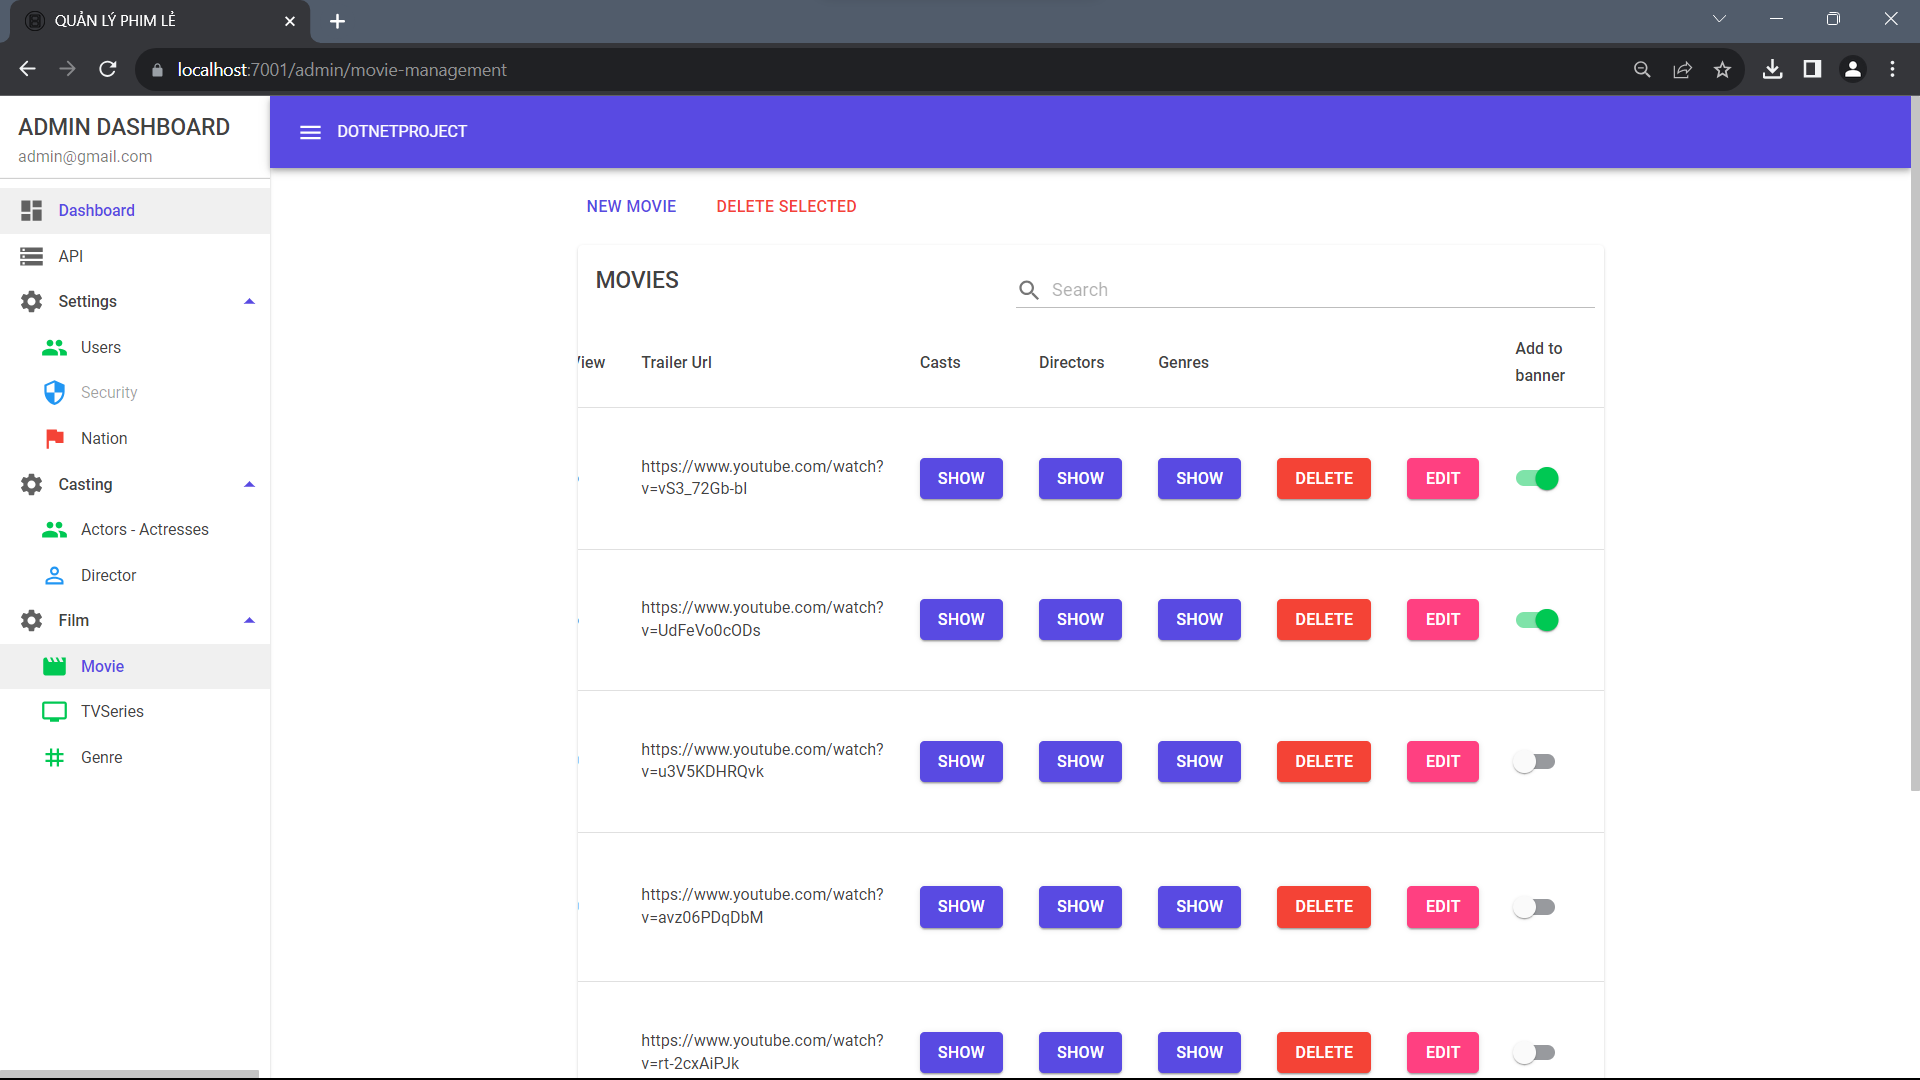 QUẢN LÝ PHIM LẺ
localhost:7001/admin/movie-management
ADMIN DASHBOARD
admin@gmail.com
DOTNETPROJECT
Dashboard
API
Settings
Users
Security
Nation
Casting
Actors - Actresses
Director
Film
Movie
TVSeries
Genre
NEW MOVIE DELETE SELECTED
MOVIES
Search
Trailer Url Casts Directors Genres Add to
banner
https://www.youtube.com/watch?
v=vS3_72Gb-bI
SHOW SHOW SHOW DELETE EDIT
https://www.youtube.com/watch?
v=UdFeVo0cODs
SHOW SHOW SHOW DELETE EDIT
https://www.youtube.com/watch?
v=u3V5KDHRQvk
SHOW SHOW SHOW DELETE EDIT
https://www.youtube.com/watch?
v=avz06PDqDbM
SHOW SHOW SHOW DELETE EDIT
https://www.youtube.com/watch?
v=rt-2cxAiPJk
SHOW SHOW SHOW DELETE EDIT